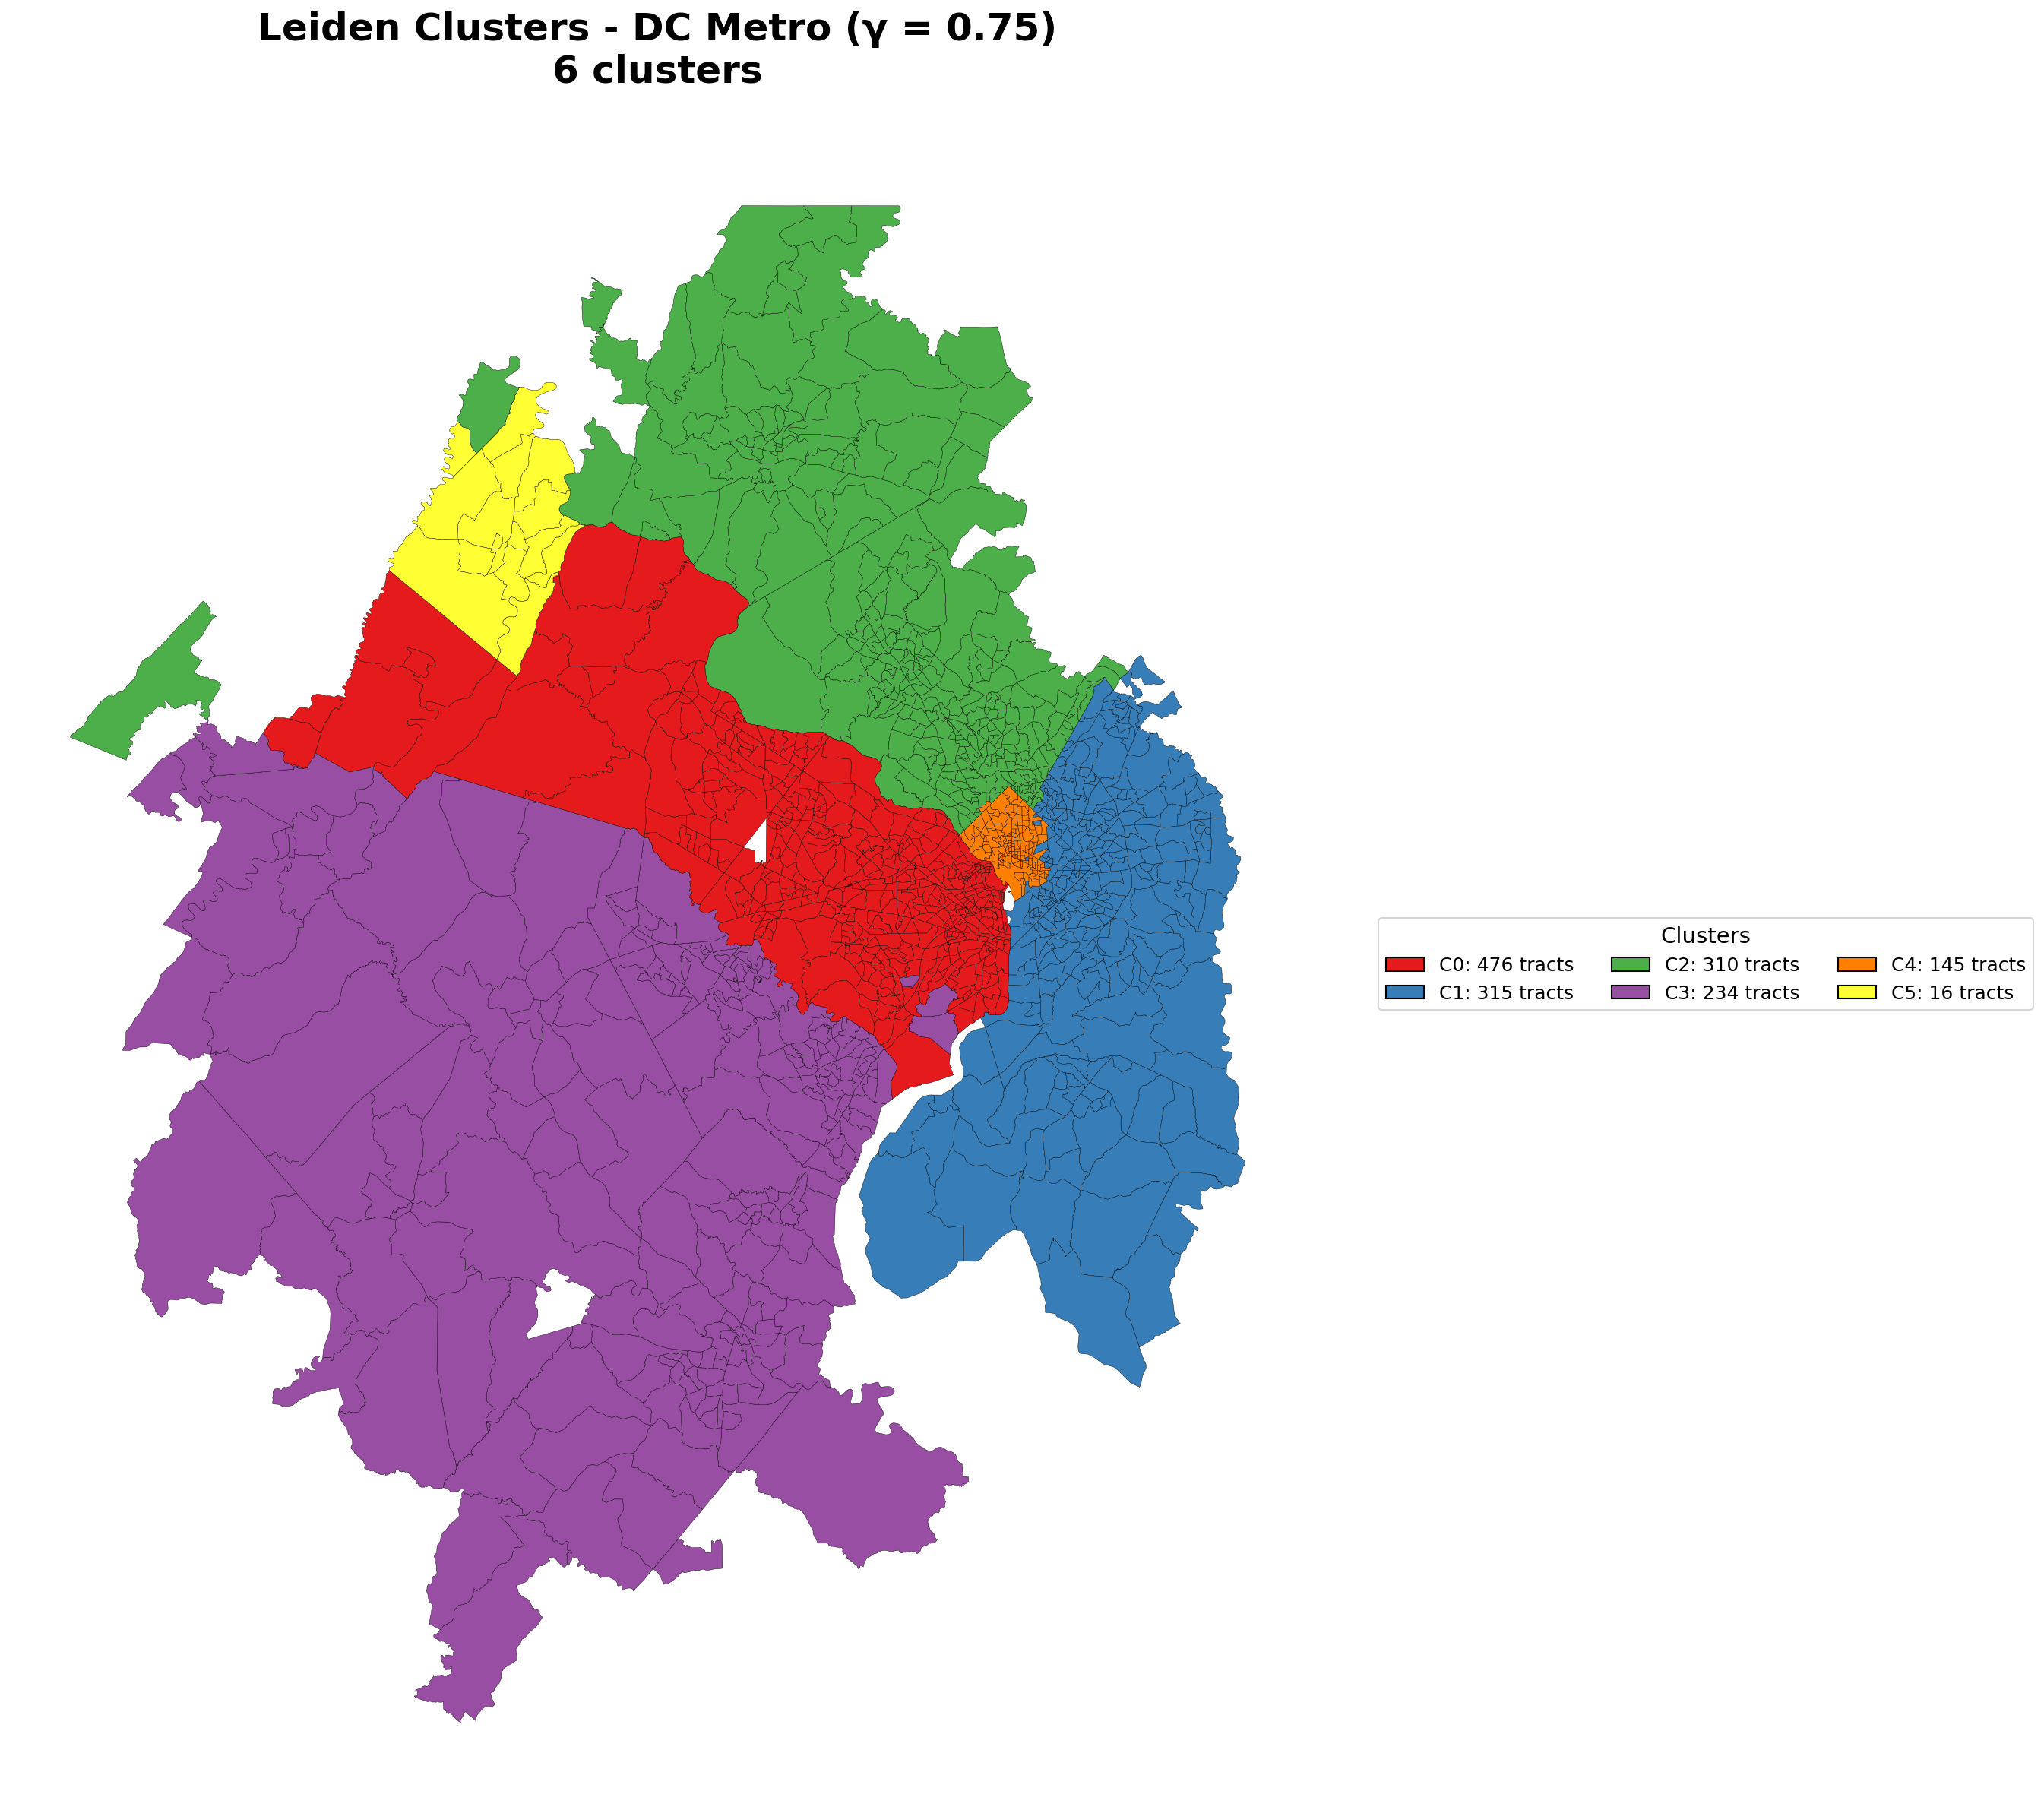 Leiden Clusters - DC Metro (γ = 0.75)
6 clusters
Clusters
C0: 476 tracts
C1: 315 tracts
C2: 310 tracts
C3: 234 tracts
C4: 145 tracts
C5: 16 tracts